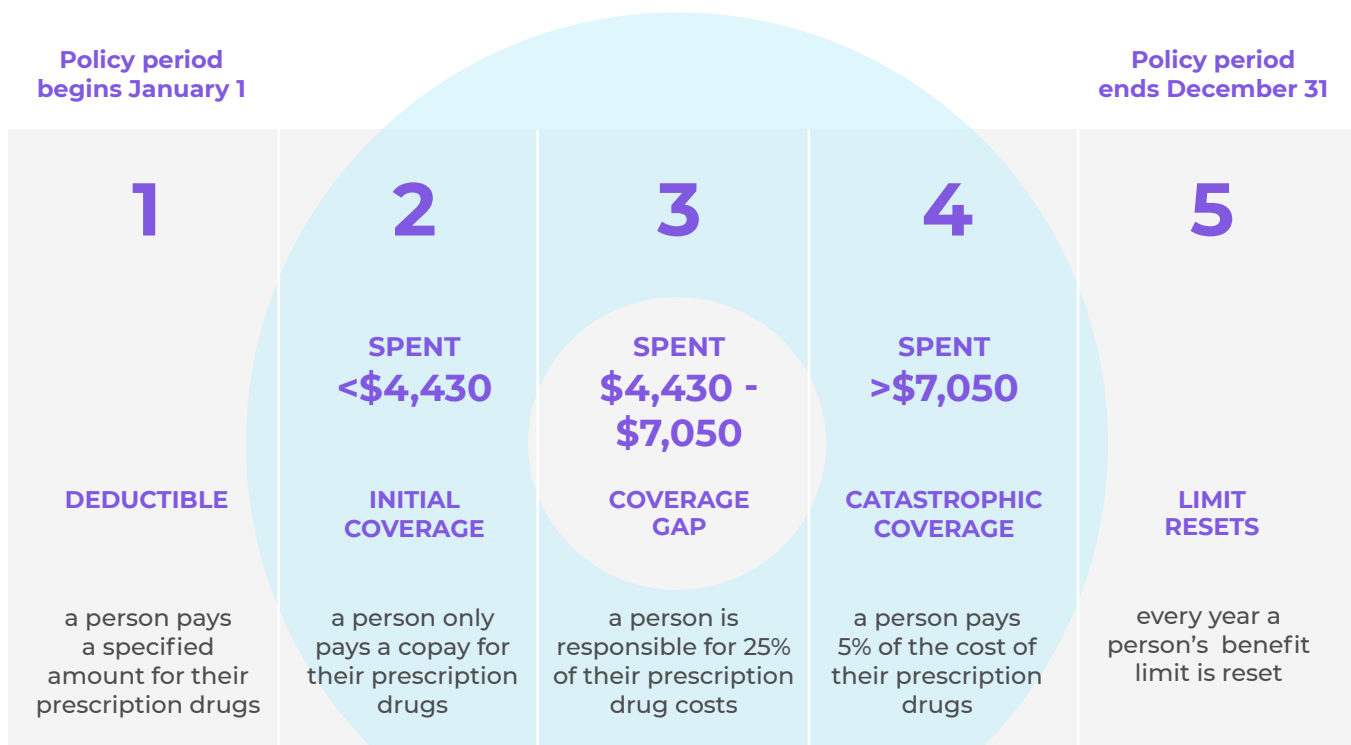 Policy period
begins January 1
Policy period
ends December 31
1
DEDUCTIBLE
a person pays
a specified
amount for their
prescription drugs
2
SPENT
<$4,430
INITIAL
COVERAGE
a person only
pays a copay for
their prescription
drugs
3
SPENT
$4,430 -
$7,050
COVERAGE
GAP
a person is
responsible for 25%
of their prescription
drug costs
4
SPENT
>$7,050
CATASTROPHIC
COVERAGE
a person pays
5% of the cost of
their prescription
drugs
5
LIMIT
RESETS
every year a
person’s benefit
limit is reset